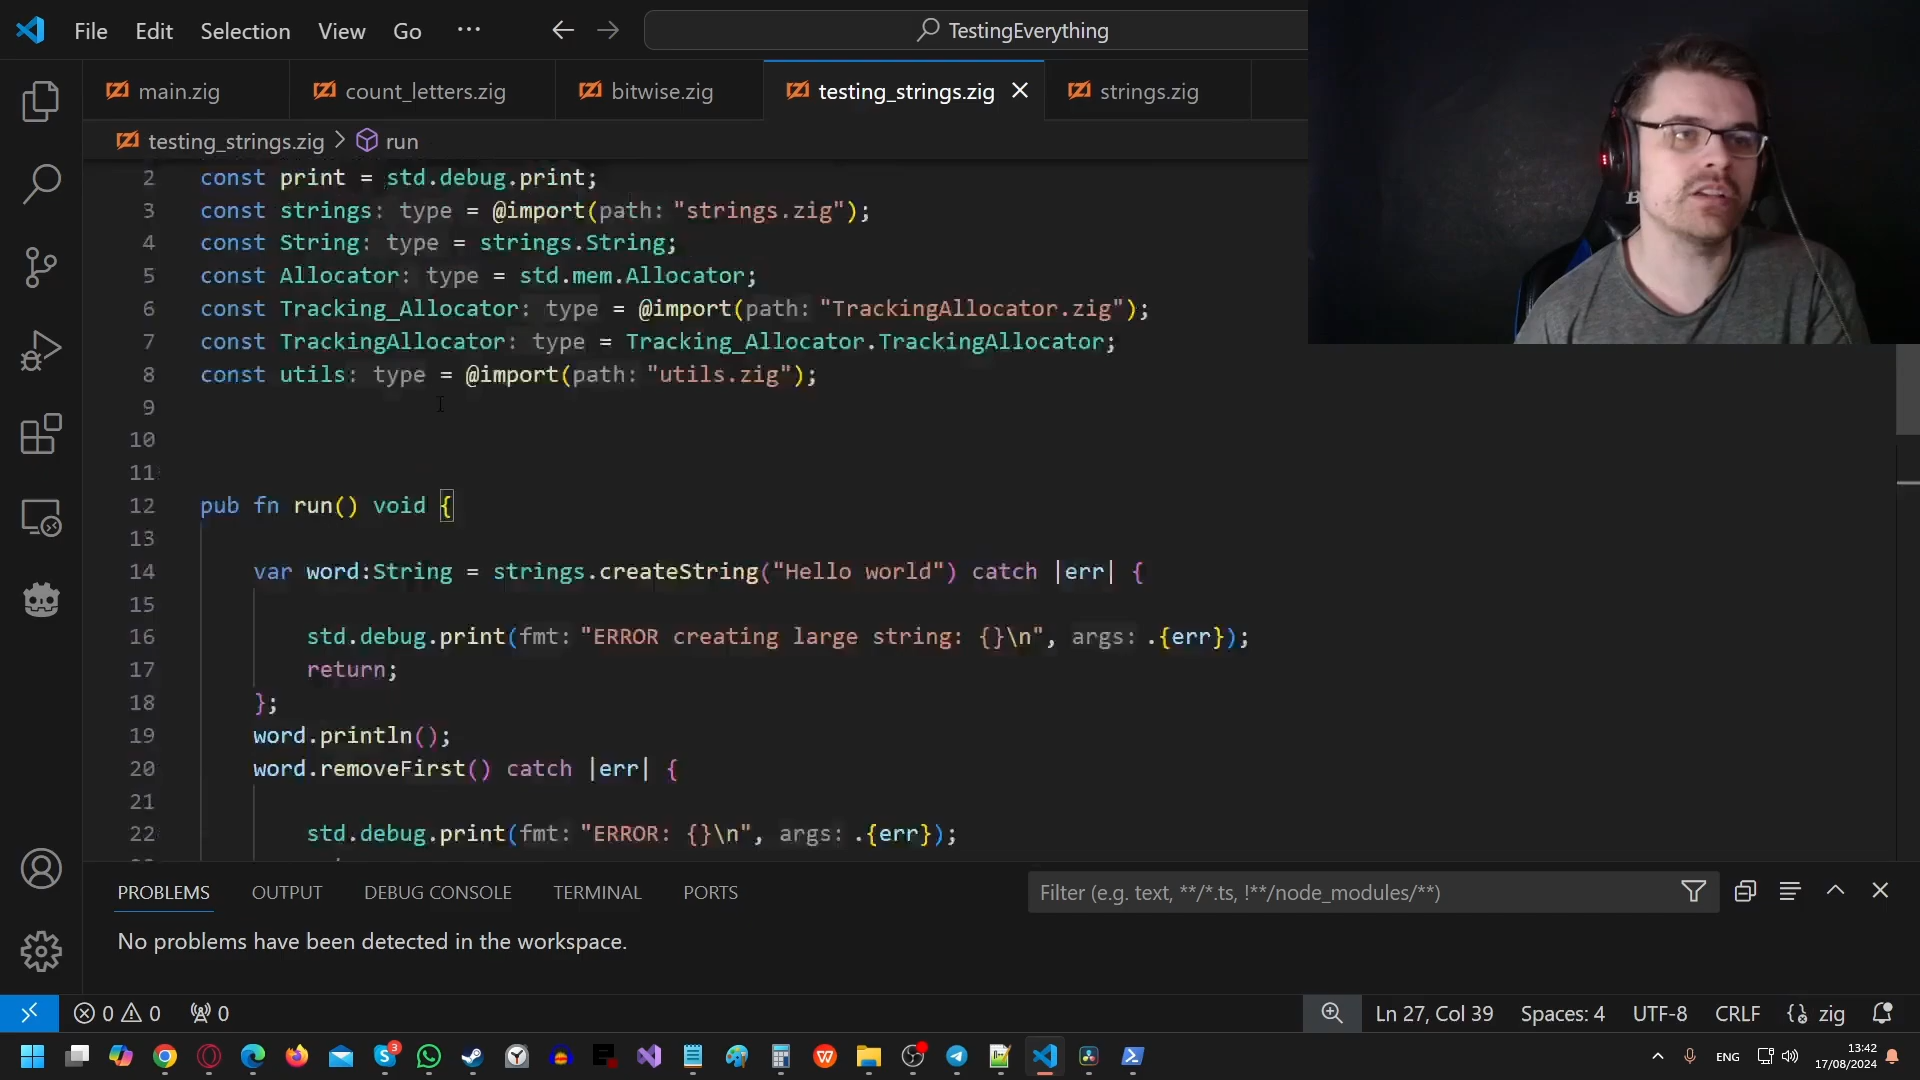 File Edit Selection View Go ··· TestingEverything
main.zig count_letters.zig bitwise.zig testing_strings.zig strings.zig
testing_strings.zig > run
2 const print = std.debug.print;
3 const strings: type = @import(path: "strings.zig");
4 const String: type = strings.String;
5 const Allocator: type = std.mem.Allocator;
6 const Tracking_Allocator: type = @import(path: "TrackingAllocator.zig");
7 const TrackingAllocator: type = Tracking_Allocator.TrackingAllocator;
8 const utils: type = @import(path: "utils.zig");
9
10
11
12 pub fn run() void {
13
14 var word:String = strings.createString("Hello world") catch |err| {
15
16 std.debug.print(fmt: "ERROR creating large string: {}\n", args: .{err});
17 return;
18 };
19 word.println();
20 word.removeFirst() catch |err| {
21
22 std.debug.print(fmt: "ERROR: {}\n", args: .{err});
PROBLEMS OUTPUT DEBUG CONSOLE TERMINAL PORTS Filter (e.g. text, **/*.ts, !**/node_modules/**)
No problems have been detected in the workspace.
0 0 0 Ln 27, Col 39 Spaces: 4 UTF-8 CRLF zig
3 ENG 13:42
17/08/2024